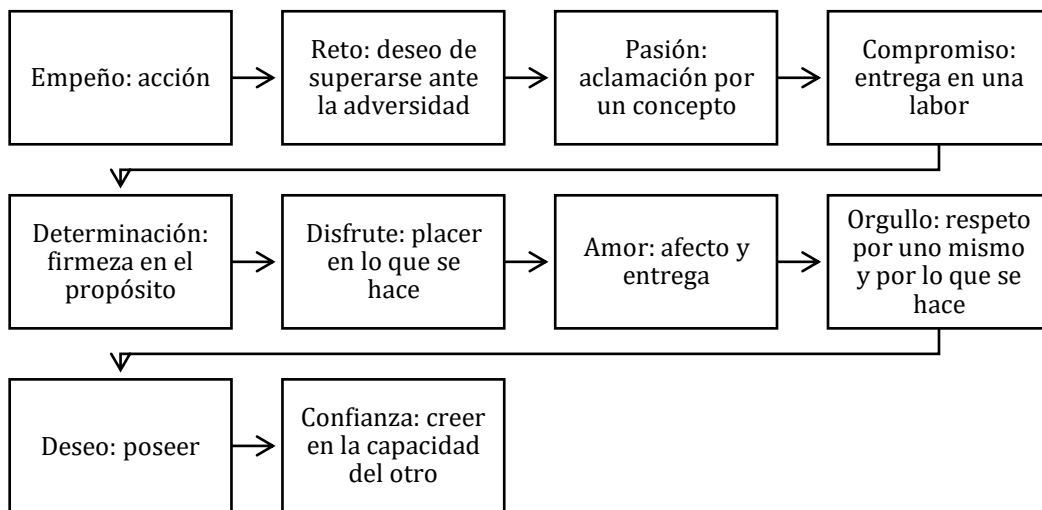 Empeño: acción
Reto: deseo de
superarse ante
la adversidad
Pasión:
aclamación por
un concepto
Compromiso:
entrega en una
labor
Determinación:
firmeza en el
propósito
Disfrute: placer
en lo que se
hace
Amor: afecto y
entrega
Orgullo: respeto
por uno mismo
y por lo que se
hace
Deseo: poseer
Confianza: creer
en la capacidad
del otro